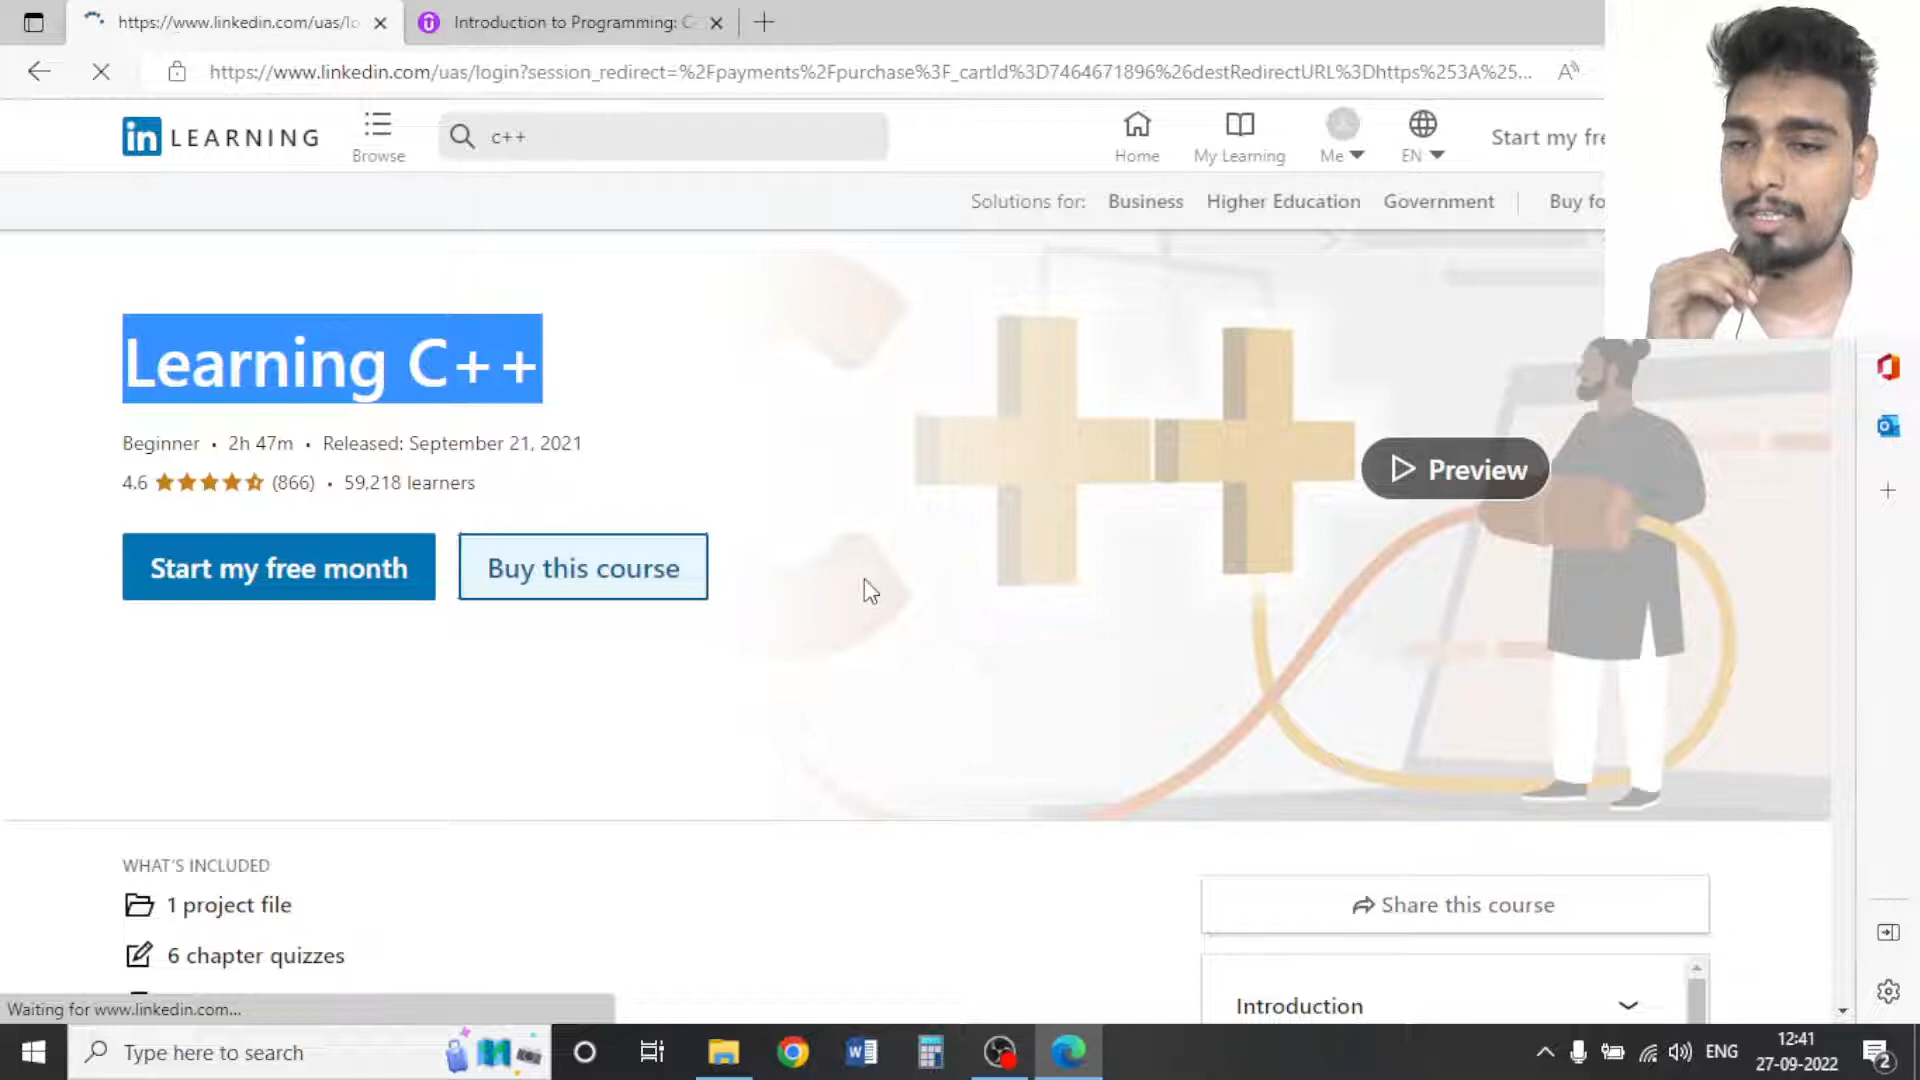 https://www.linkedin.com/uas/lo
Introduction to Programming: C
https://www.linkedin.com/uas/login?session_redirect=%2Fpayments%2Fpurchase%3F_cartId%3D7464671896%26destRedirectURL%3Dhttps%253A%25...
in LEARNING
Browse
c++
Home
My Learning
Me
EN
Start my fre
Solutions for: Business Higher Education Government Buy fo
Learning C++
Beginner • 2h 47m • Released: September 21, 2021
4.6 (866) • 59,218 learners
Start my free month
Buy this course
Preview
WHAT'S INCLUDED
1 project file
6 chapter quizzes
Share this course
Introduction
Waiting for www.linkedin.com...
Type here to search
ENG
12:41
27-09-2022
2